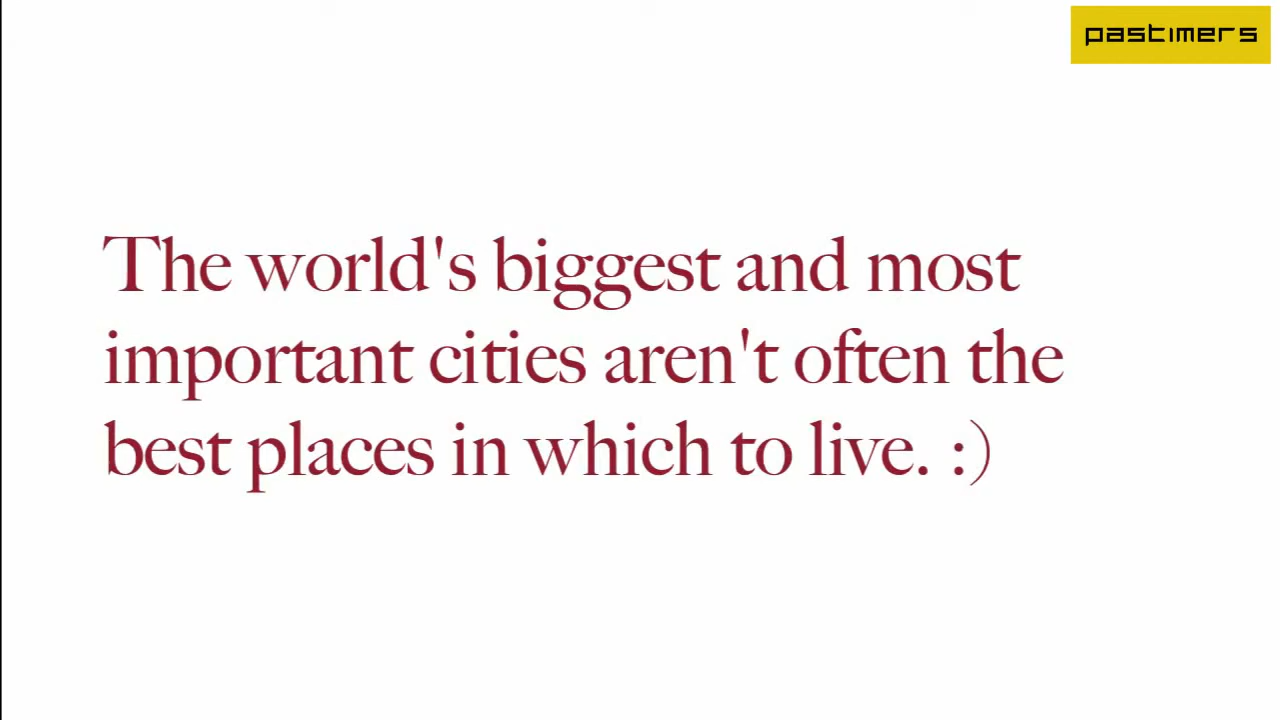 pastimers
The world's biggest and most
important cities aren't often the
best places in which to live. :)